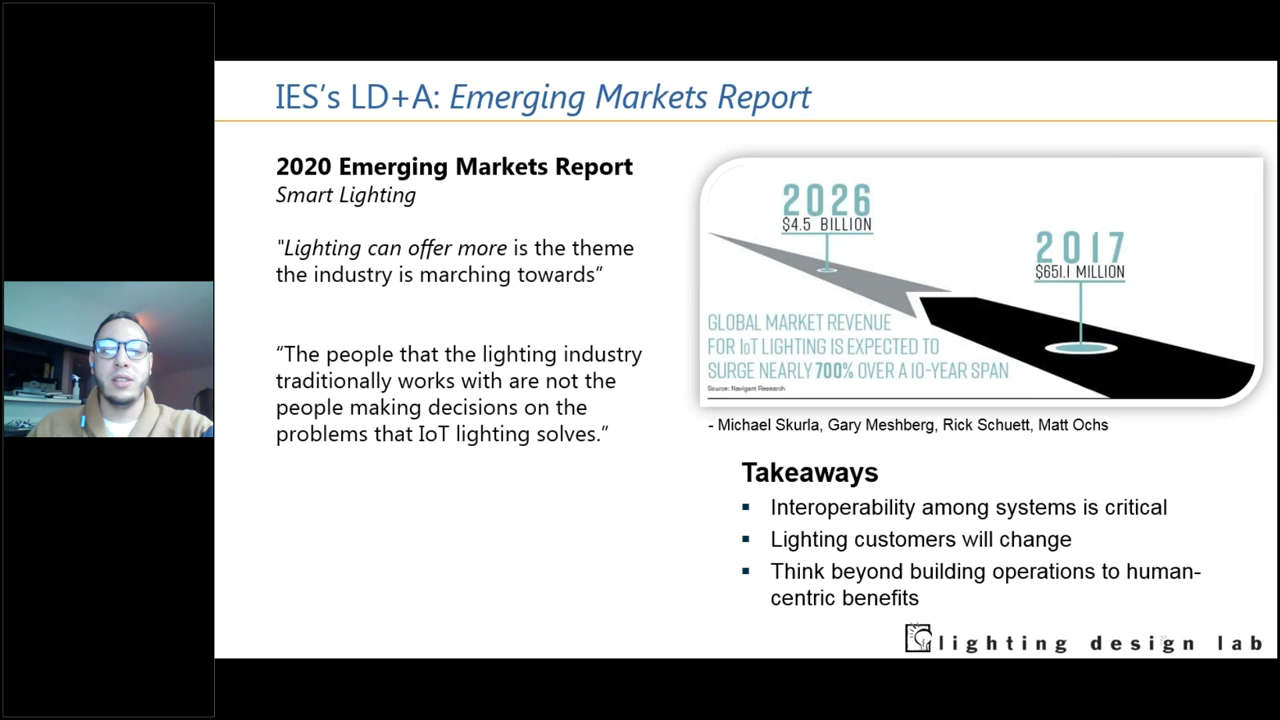 IES's LD+A: Emerging Markets Report
2020 Emerging Markets Report
Smart Lighting
"Lighting can offer more is the theme
the industry is marching towards"
"The people that the lighting industry
traditionally works with are not the
people making decisions on the
problems that IoT lighting solves."
2026
$4.5 BILLION
2017
$651.1 MILLION
GLOBAL MARKET REVENUE
FOR IoT LIGHTING IS EXPECTED TO
SURGE NEARLY 700% OVER A 10-YEAR SPAN
Source: Navigant Research
- Michael Skurla, Gary Meshberg, Rick Schuett, Matt Ochs
Takeaways
▪ Interoperability among systems is critical
▪ Lighting customers will change
▪ Think beyond building operations to human-
centric benefits
lighting design lab